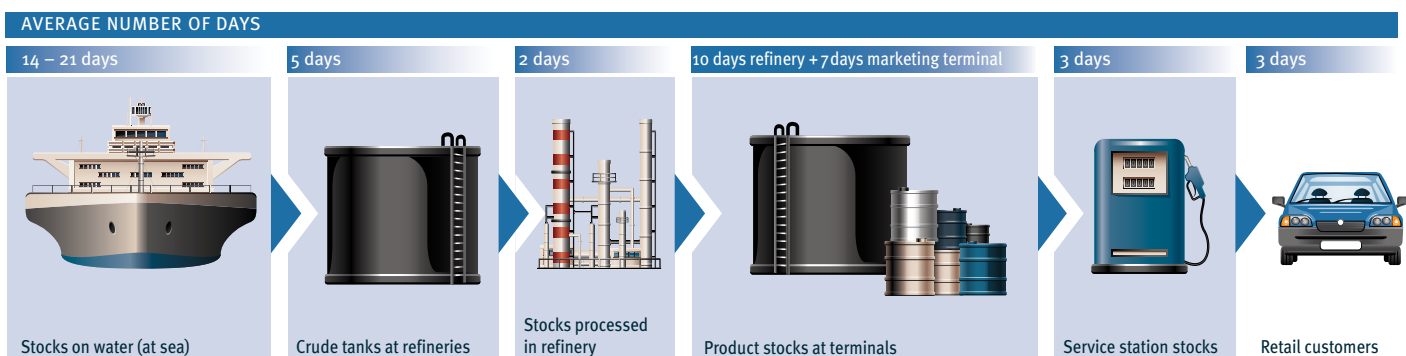 AVERAGE NUMBER OF DAYS
14 – 21 days
5 days
2 days
10 days refinery + 7 days marketing terminal
3 days
3 days
Stocks on water (at sea)
Crude tanks at refineries
Stocks processed
in refinery
Product stocks at terminals
Service station stocks
Retail customers